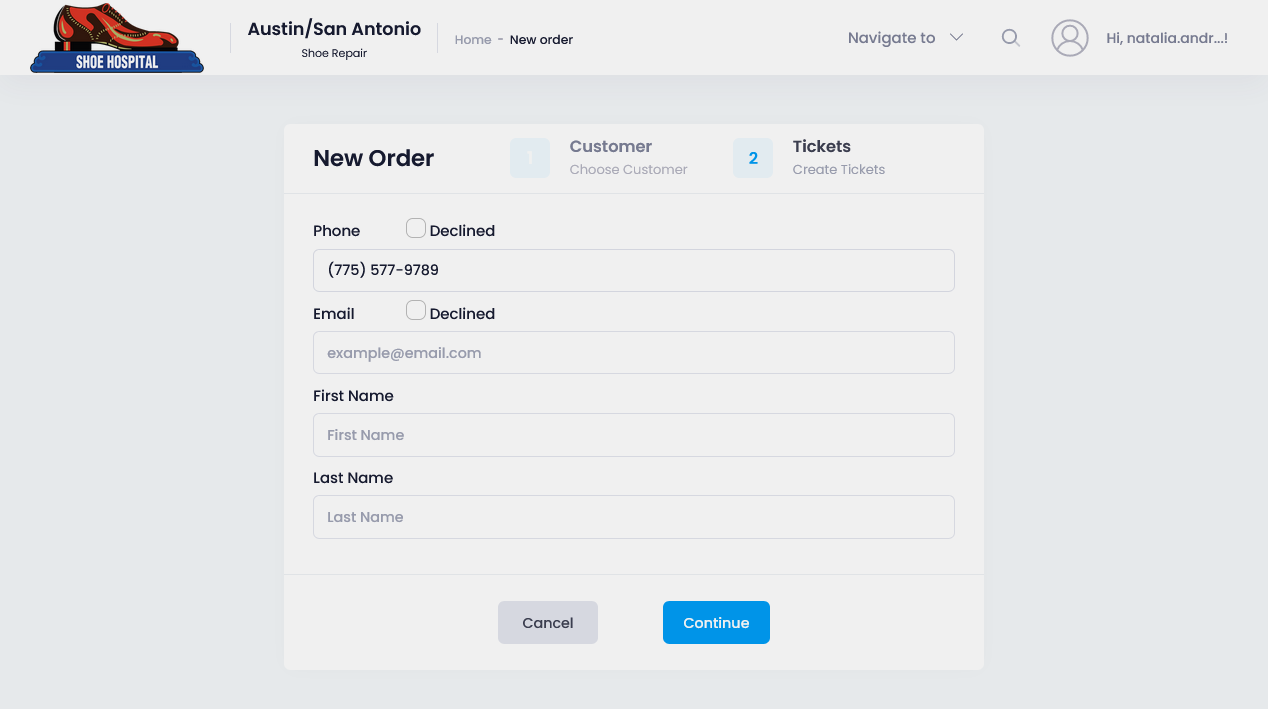 SHOE HOSPITAL
Austin/San Antonio
Shoe Repair
Home - New order
Navigate to
Hi, natalia.andr...!
New Order
1
Customer
Choose Customer
2
Tickets
Create Tickets
Phone
Declined
(775) 577-9789
Email
Declined
example@email.com
First Name
First Name
Last Name
Last Name
Cancel
Continue